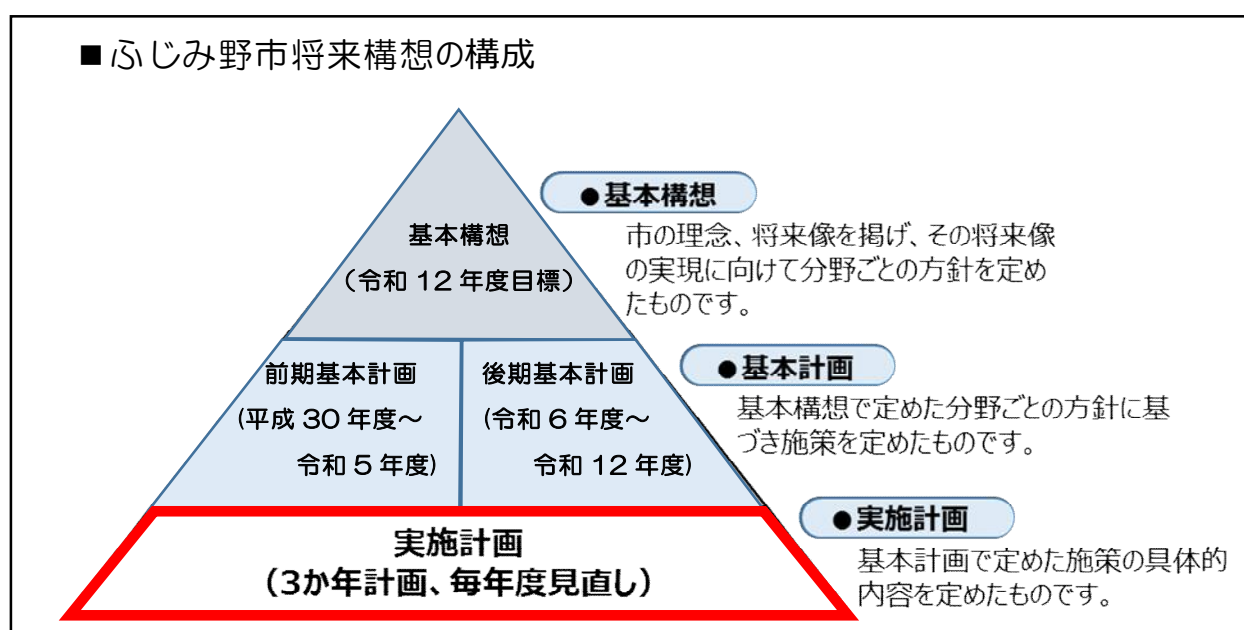 ■ふじみ野市将来構想の構成
基本構想
（令和 12 年度目標）
●基本構想
市の理念、将来像を掲げ、その将来像
の実現に向けて分野ごとの方針を定め
たものです。
前期基本計画
(平成 30 年度～
令和 5 年度)
後期基本計画
(令和 6 年度～
令和 12 年度)
●基本計画
基本構想で定めた分野ごとの方針に基
づき施策を定めたものです。
実施計画
（3か年計画、毎年度見直し）
●実施計画
基本計画で定めた施策の具体的
内容を定めたものです。